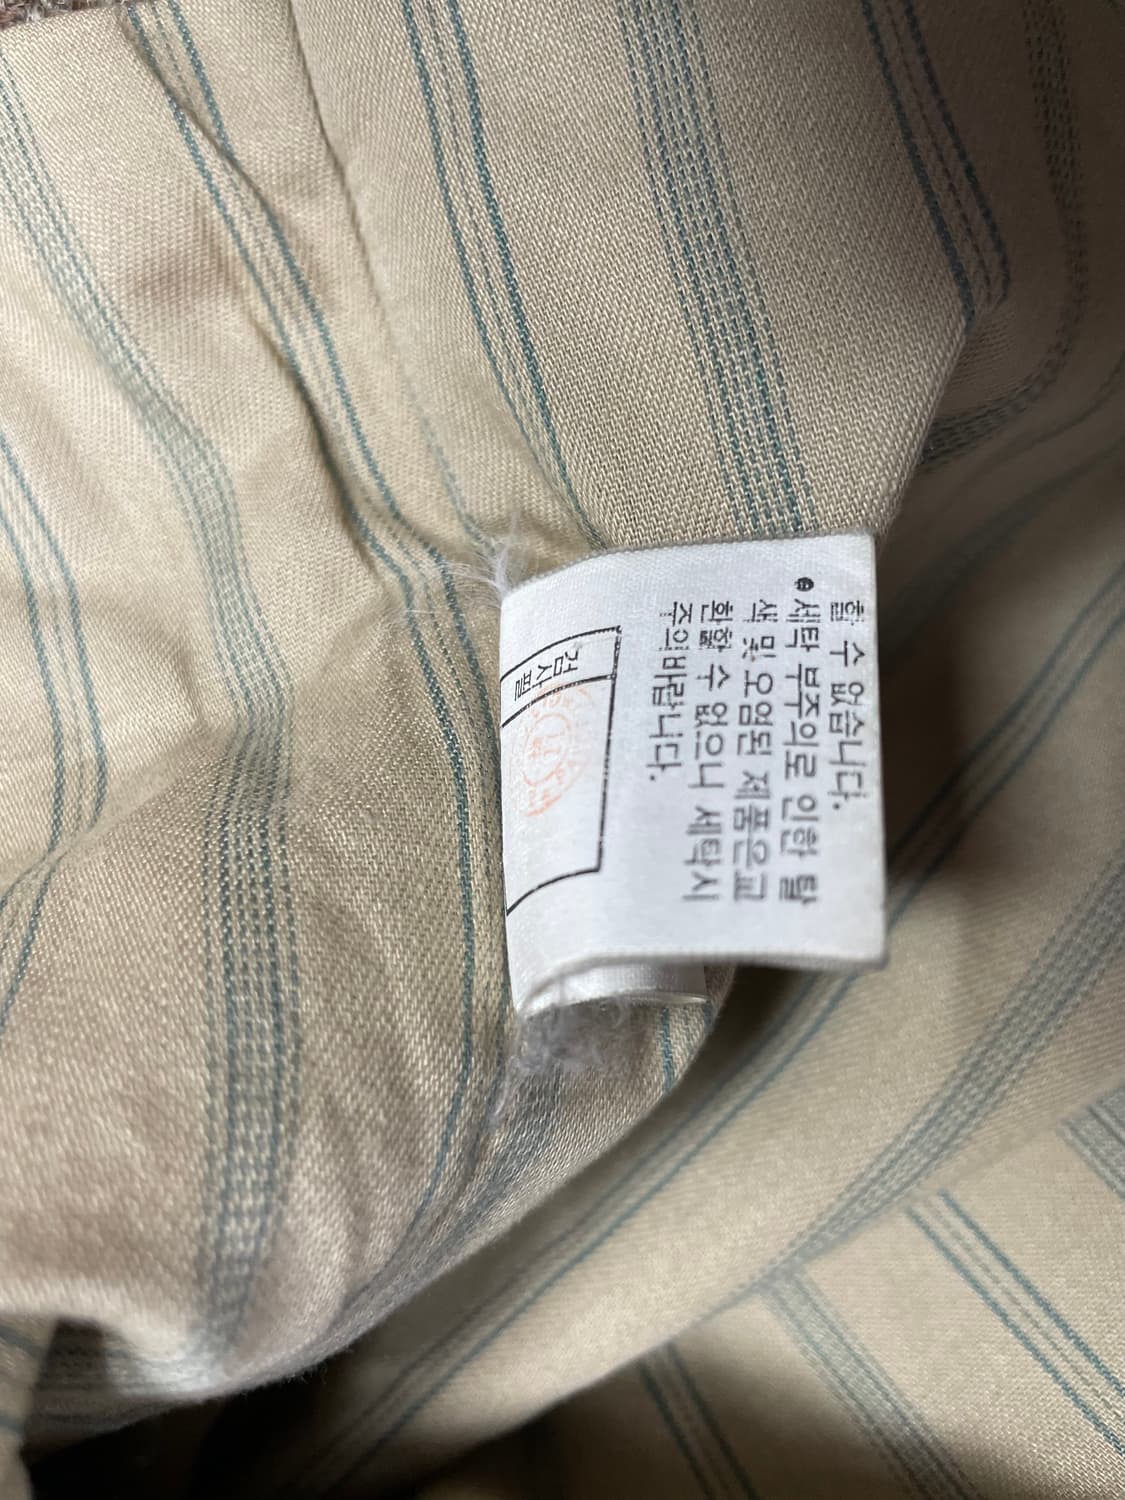 할 수 없습니다.
● 세탁 부주의로 인한 탈
색 및 오염된 제품은교
환할 수 없으니 세탁시
주의바랍니다.
검사필